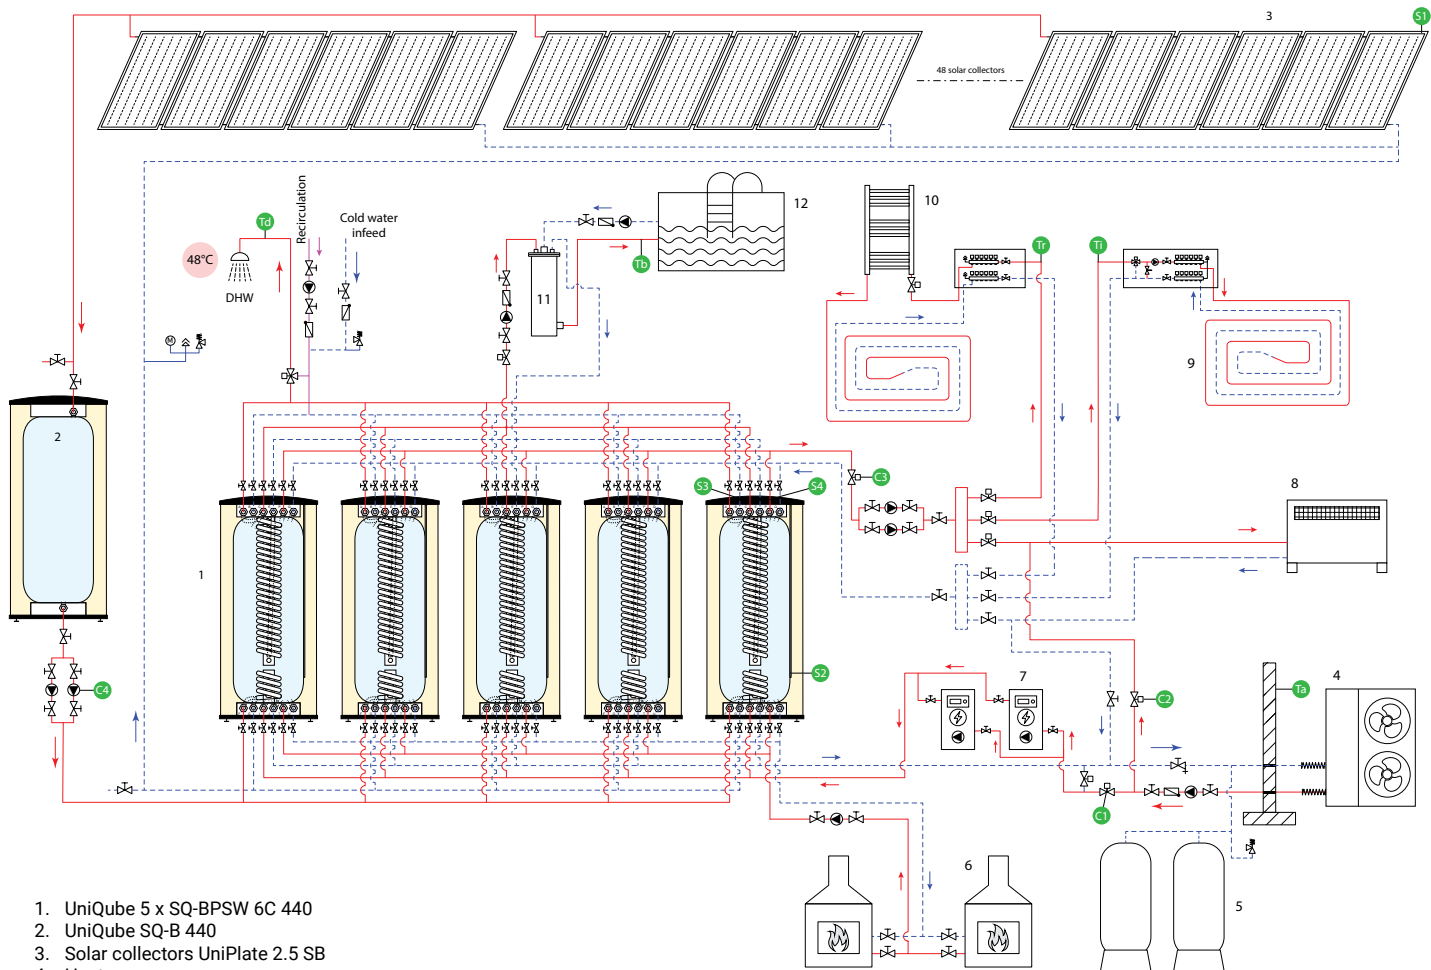 3
S1
48 solar collectors
Recirculation
Cold water
infeed
Td
48°C
DHW
12
10
Tb
Tr
Ti
11
9
2
C3
S3
S4
8
1
S2
7
4
Ta
C4
C2
C1
M
6
5
1. UniQube 5 x SQ-BPSW 6C 440
2. UniQube SQ-B 440
3. Solar collectors UniPlate 2.5 SB